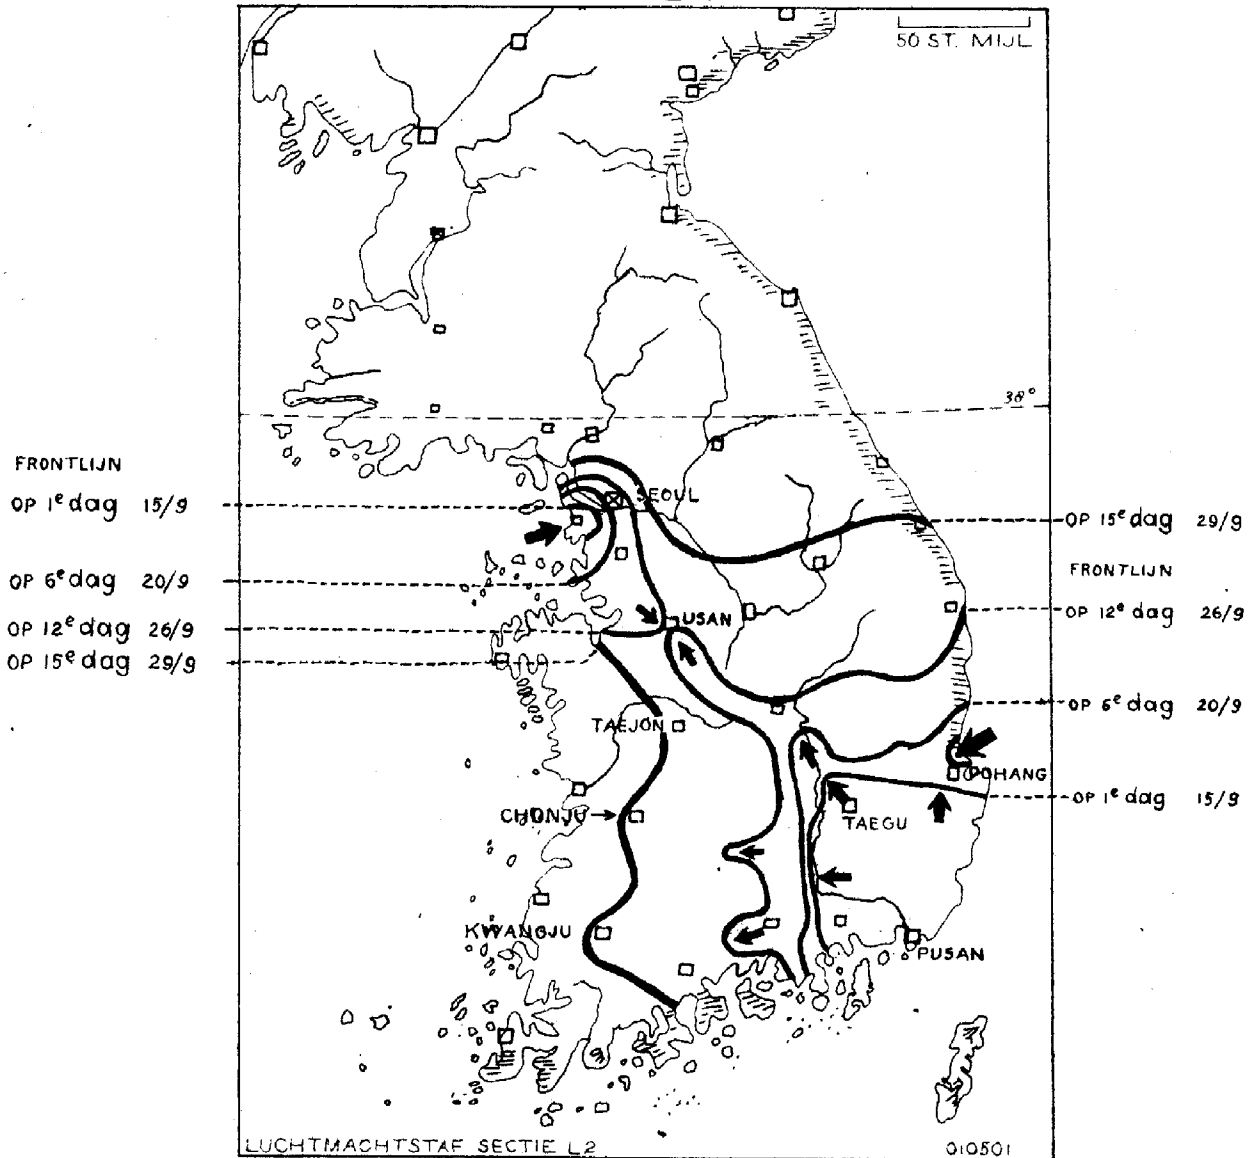 50 ST. MIJL
38°
FRONTLIJN
OP 1e dag 15/9
OP 6e dag 20/9
OP 12e dag 26/9
OP 15e dag 29/9
SEOUL
USAN
TAEJON
CHONJU
KWANGJU
POHANG
TAEGU
PUSAN
OP 15e dag 29/9
FRONTLIJN
OP 12e dag 26/9
OP 6e dag 20/9
OP 1e dag 15/9
LUCHTMACHTSTAF SECTIE L2
010501